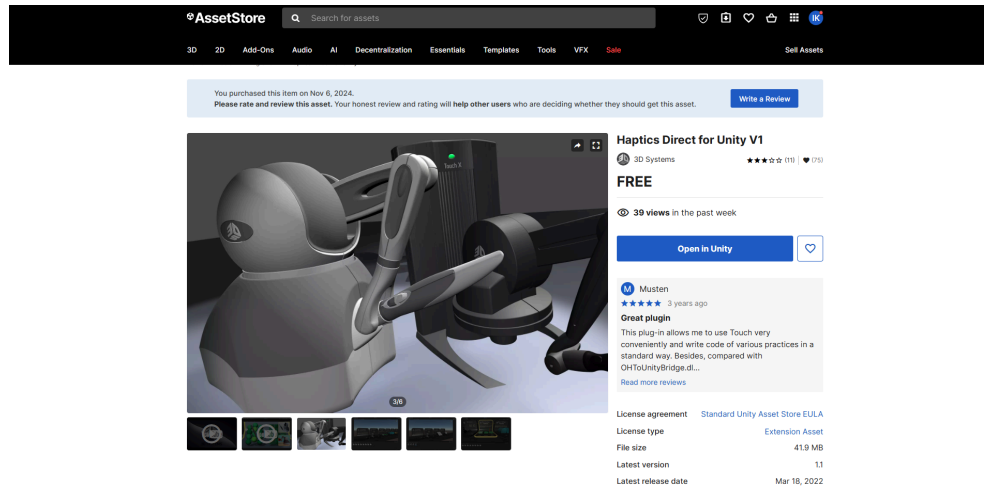 AssetStore
Search for assets
IK
3D 2D Add-Ons Audio AI Decentralization Essentials Templates Tools VFX Sale Sell Assets
You purchased this item on Nov 6, 2024.
Please rate and review this asset. Your honest review and rating will help other users who are deciding whether they should get this asset.
Write a Review
Touch X
3/6
Haptics Direct for Unity V1
3D Systems (11) | (75)
FREE
39 views in the past week
Open in Unity
M Musten
3 years ago
Great plugin
This plug-in allows me to use Touch very
conveniently and write code of various practices in a
standard way. Besides, compared with
OHToUnityBridge.dl...
Read more reviews
License agreement Standard Unity Asset Store EULA
License type Extension Asset
File size 41.9 MB
Latest version 1.1
Latest release date Mar 18, 2022